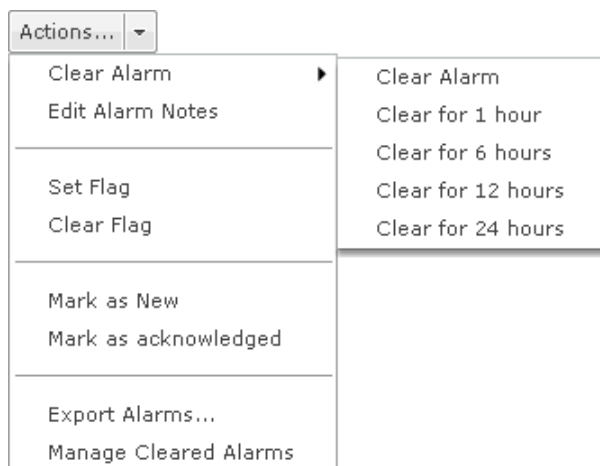 Actions...
Clear Alarm
Edit Alarm Notes
Set Flag
Clear Flag
Mark as New
Mark as acknowledged
Export Alarms...
Manage Cleared Alarms
Clear Alarm
Clear for 1 hour
Clear for 6 hours
Clear for 12 hours
Clear for 24 hours